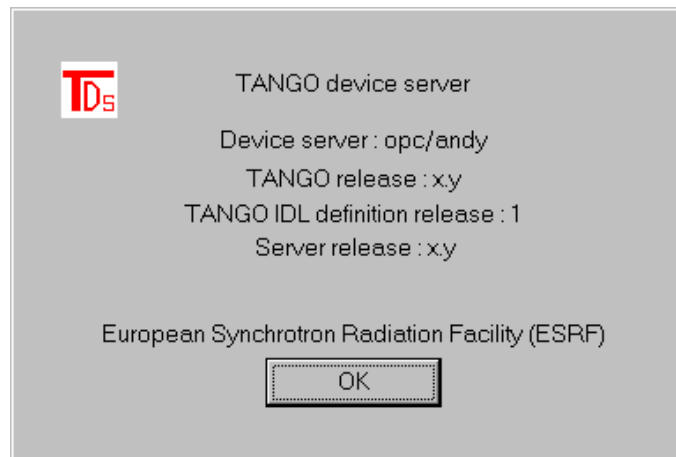 TDs
TANGO device server
Device server : opc/andy
TANGO release : x.y
TANGO IDL definition release : 1
Server release : x.y
European Synchrotron Radiation Facility (ESRF)
OK